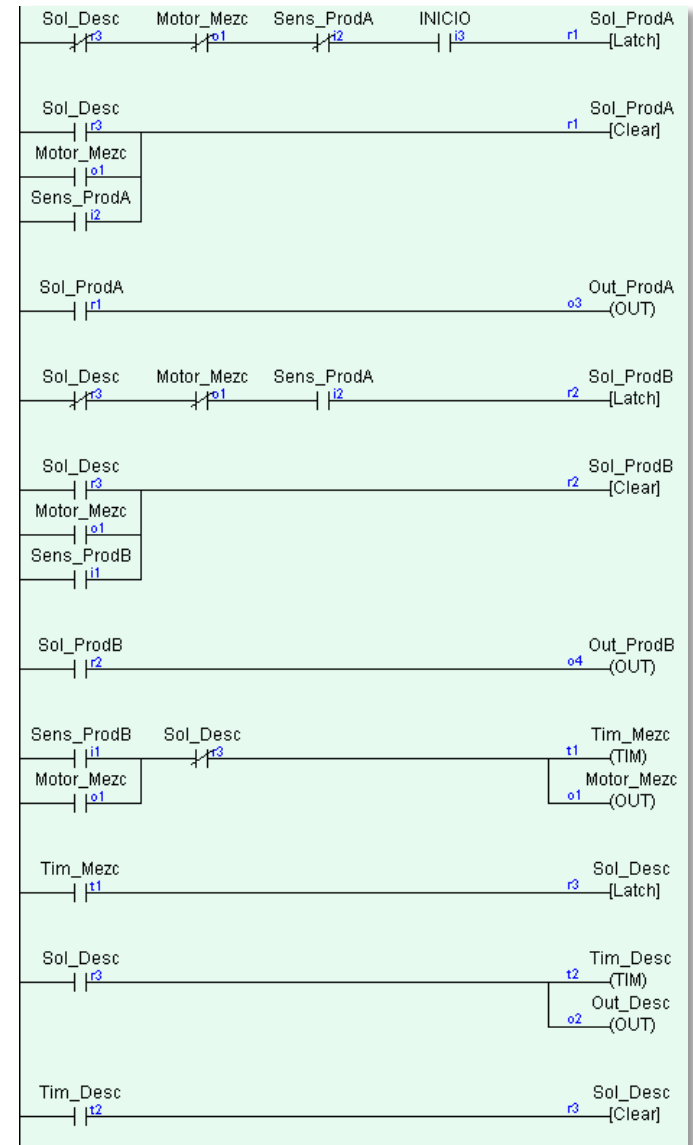 Sol_Desc Motor_Mezc Sens_ProdA INICIO Sol_ProdA
r3 o1 i2 i3 r1 [Latch]
Sol_Desc Sol_ProdA
r3 r1 [Clear]
Motor_Mezc
o1
Sens_ProdA
i2
Sol_ProdA Out_ProdA
r1 o3 (OUT)
Sol_Desc Motor_Mezc Sens_ProdA Sol_ProdB
r3 o1 i2 r2 [Latch]
Sol_Desc Sol_ProdB
r3 r2 [Clear]
Motor_Mezc
o1
Sens_ProdB
i1
Sol_ProdB Out_ProdB
r2 o4 (OUT)
Sens_ProdB Sol_Desc Tim_Mezc
i1 r3 t1 (TIM)
Motor_Mezc Motor_Mezc
o1 o1 (OUT)
Tim_Mezc Sol_Desc
t1 r3 [Latch]
Sol_Desc Tim_Desc
r3 t2 (TIM)
Out_Desc
o2 (OUT)
Tim_Desc Sol_Desc
t2 r3 [Clear]